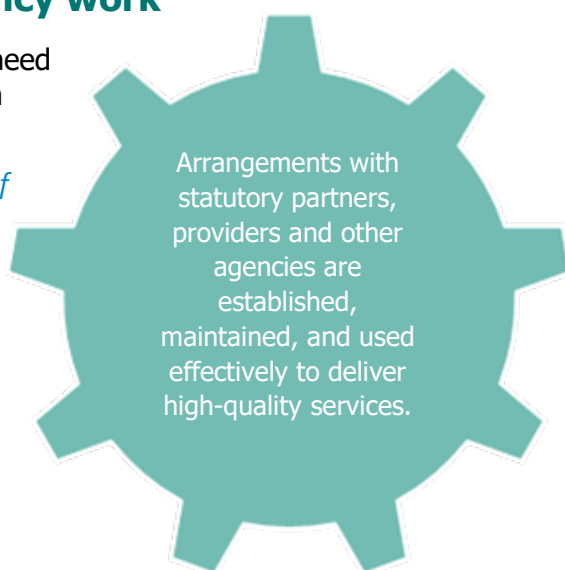 ncy work
need
Arrangements with
statutory partners,
providers and other
agencies are
established,
maintained, and used
effectively to deliver
high-quality services.